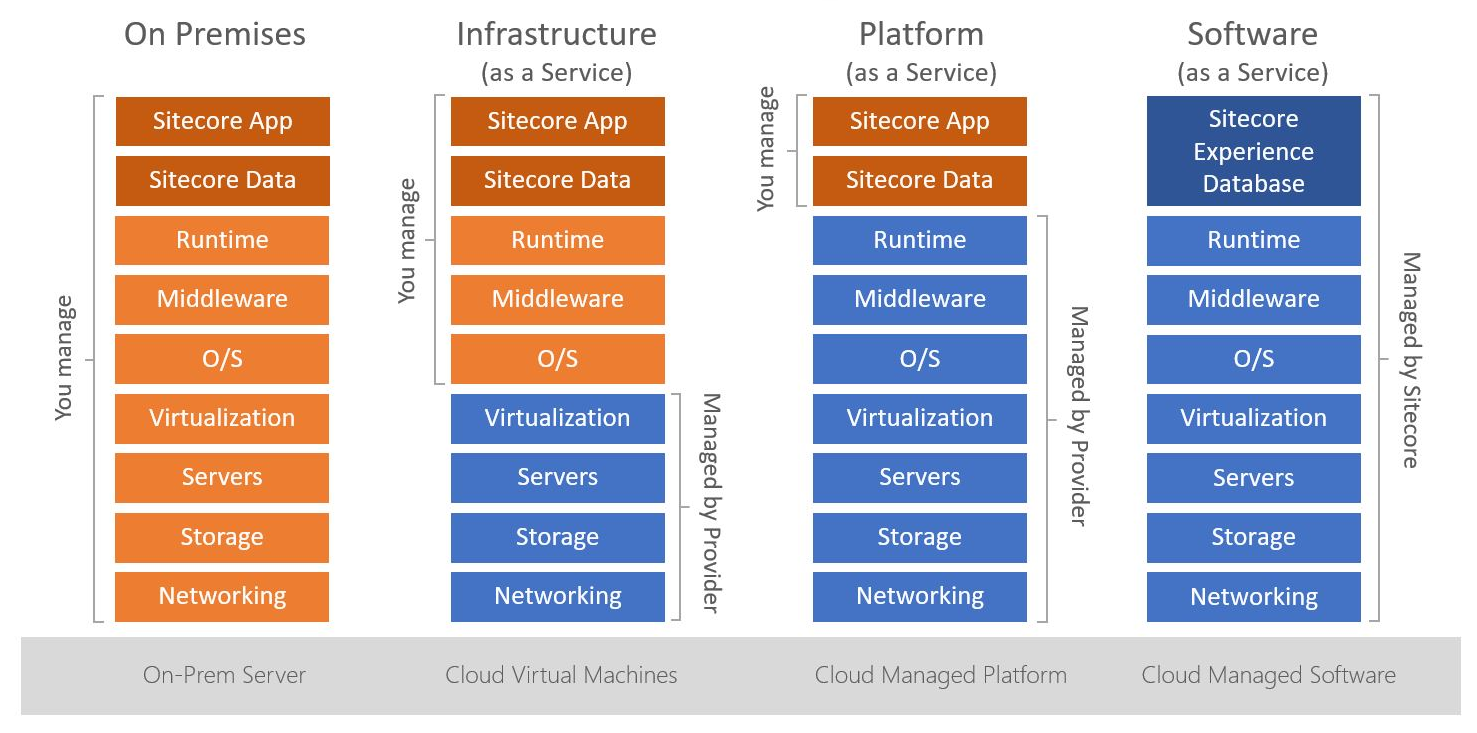 On Premises
Sitecore App
Sitecore Data
Runtime
Middleware
O/S
Virtualization
Servers
Storage
Networking
You manage
On-Prem Server
Infrastructure
(as a Service)
Sitecore App
Sitecore Data
Runtime
Middleware
O/S
Virtualization
Servers
Storage
Networking
You manage
Managed by Provider
Cloud Virtual Machines
Platform
(as a Service)
Sitecore App
Sitecore Data
Runtime
Middleware
O/S
Virtualization
Servers
Storage
Networking
You manage
Managed by Provider
Cloud Managed Platform
Software
(as a Service)
Sitecore
Experience
Database
Runtime
Middleware
O/S
Virtualization
Servers
Storage
Networking
Managed by Sitecore
Cloud Managed Software